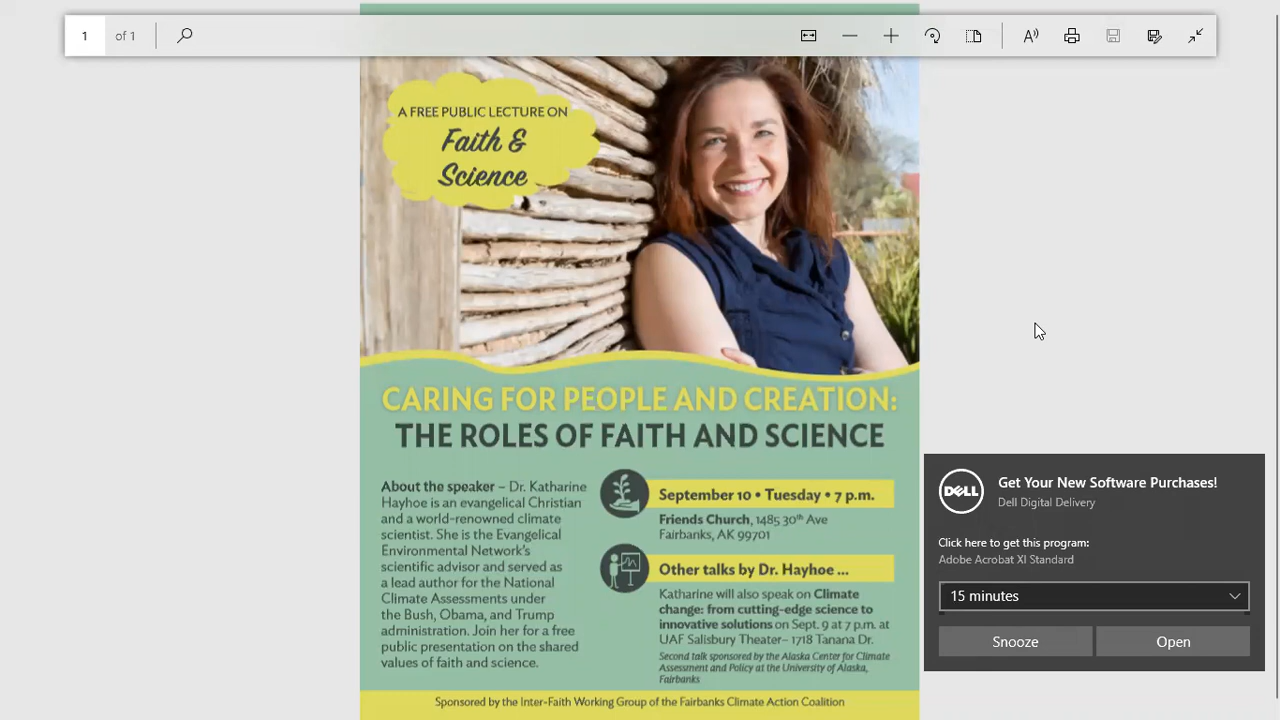 1 of 1
A FREE PUBLIC LECTURE ON
Faith &
Science
CARING FOR PEOPLE AND CREATION:
THE ROLES OF FAITH AND SCIENCE
About the speaker – Dr. Katharine
Hayhoe is an evangelical Christian
and a world-renowned climate
scientist. She is the Evangelical
Environmental Network's
scientific advisor and served as
a lead author for the National
Climate Assessments under
the Bush, Obama, and Trump
administration. Join her for a free
public presentation on the shared
values of faith and science.
September 10 • Tuesday • 7 p.m.
Friends Church, 1485 30th Ave
Fairbanks, AK 99701
Other talks by Dr. Hayhoe ...
Katharine will also speak on Climate
change: from cutting-edge science to
innovative solutions on Sept. 9 at 7 p.m. at
UAF Salisbury Theater– 1718 Tanana Dr.
Second talk sponsored by the Alaska Center for Climate
Assessment and Policy at the University of Alaska,
Fairbanks
Sponsored by the Inter-Faith Working Group of the Fairbanks Climate Action Coalition
DELL
Get Your New Software Purchases!
Dell Digital Delivery
Click here to get this program:
Adobe Acrobat XI Standard
15 minutes
Snooze
Open